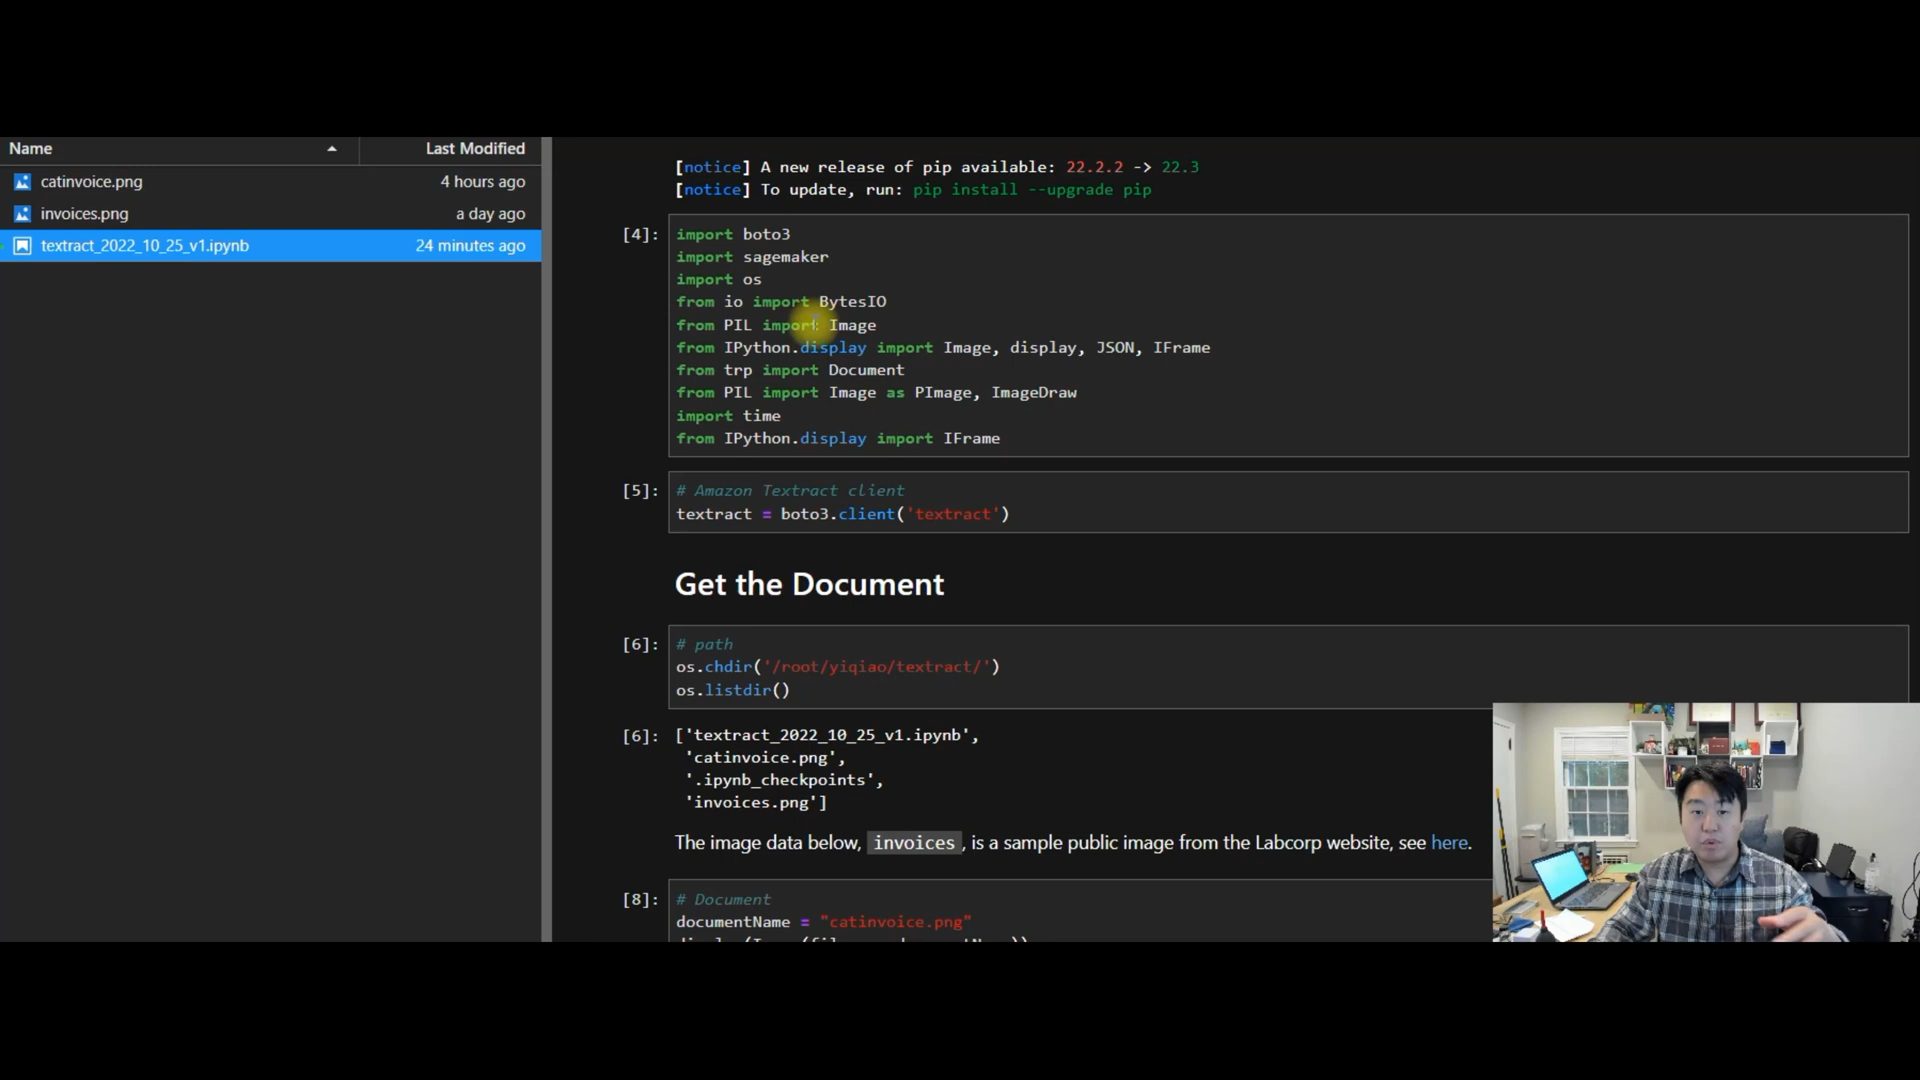 Name Last Modified
catinvoice.png 4 hours ago
invoices.png a day ago
textract_2022_10_25_v1.ipynb 24 minutes ago
[notice] A new release of pip available: 22.2.2 -> 22.3
[notice] To update, run: pip install --upgrade pip
[4]: import boto3
import sagemaker
import os
from io import BytesIO
from PIL import Image
from IPython.display import Image, display, JSON, IFrame
from trp import Document
from PIL import Image as PImage, ImageDraw
import time
from IPython.display import IFrame
[5]: # Amazon Textract client
textract = boto3.client('textract')
Get the Document
[6]: # path
os.chdir('/root/yiqiao/textract/')
os.listdir()
[6]: ['textract_2022_10_25_v1.ipynb',
'catinvoice.png',
'.ipynb_checkpoints',
'invoices.png']
The image data below, invoices , is a sample public image from the Labcorp website, see here.
[8]: # Document
documentName = "catinvoice.png"